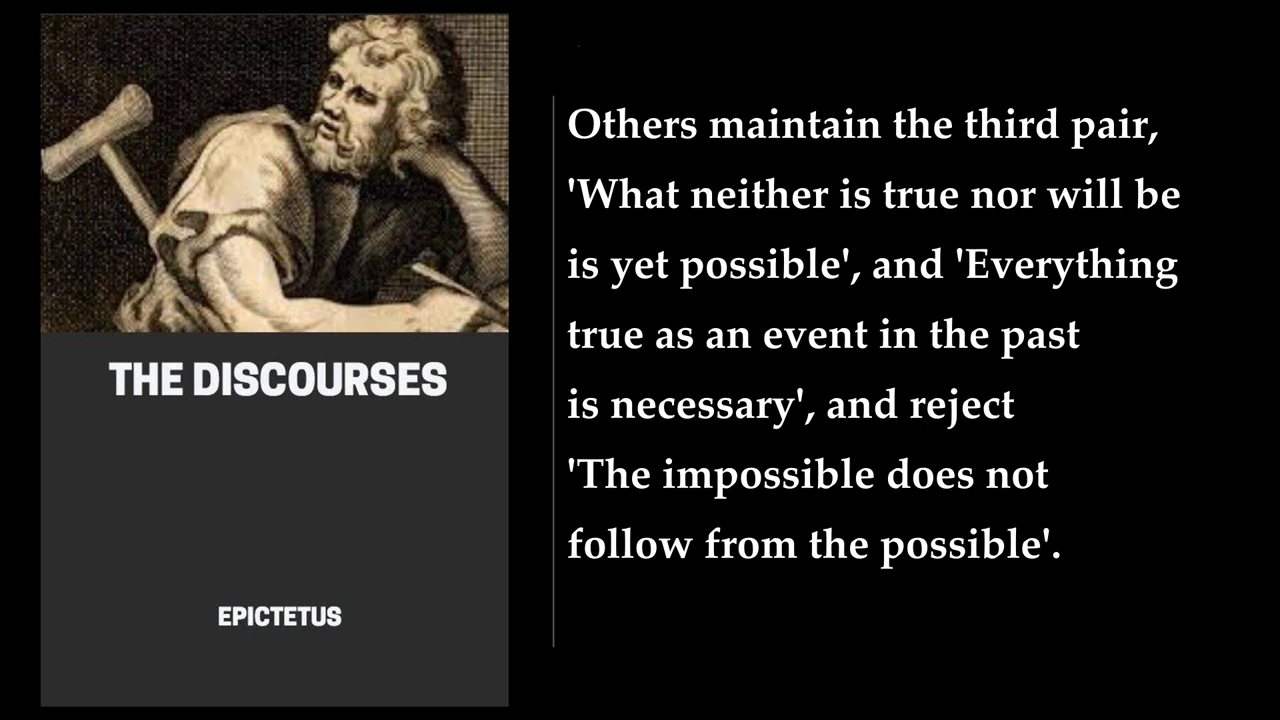 THE DISCOURSES
EPICTETUS
Others maintain the third pair,
'What neither is true nor will be
is yet possible', and 'Everything
true as an event in the past
is necessary', and reject
'The impossible does not
follow from the possible'.